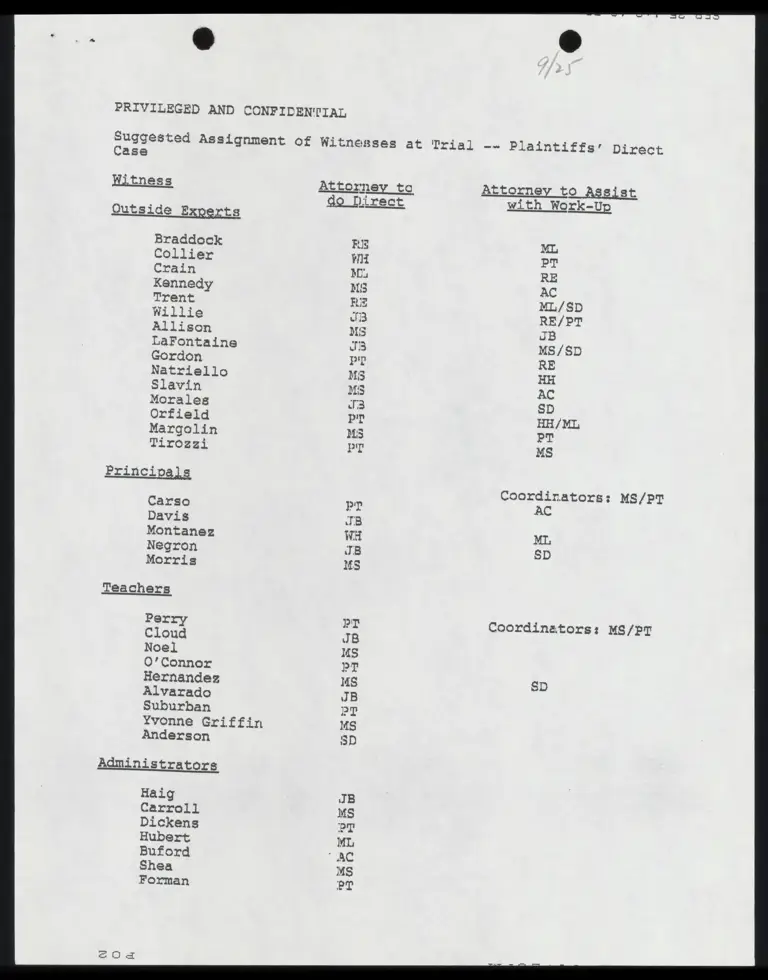 9/25
PRIVILEGED AND CONFIDENTIAL
Suggested Assignment of Witnesses at Trial -- Plaintiffs' Direct
Case
Witness Attorney to Attorney to Assist
do Direct with Work-Up
Outside Experts
Braddock RE ML
Collier WH PT
Crain ML RE
Kennedy MS AC
Trent RE ML/SD
Willie JB RE/PT
Allison MS JB
LaFontaine JB MS/SD
Gordon PT RE
Natriello MS HH
Slavin MS AC
Morales JB SD
Orfield PT HH/ML
Margolin MS PT
Tirozzi PT MS
Principals
Coordinators: MS/PT
Carso PT AC
Davis JB
Montanez WH ML
Negron JB SD
Morris MS
Teachers
Perry PT Coordinators: MS/PT
Cloud JB
Noel MS
O'Connor PT
Hernandez MS SD
Alvarado JB
Suburban PT
Yvonne Griffin MS
Anderson SD
Administrators
Haig JB
Carroll MS
Dickens PT
Hubert ML
Buford AC
Shea MS
Forman PT
P02